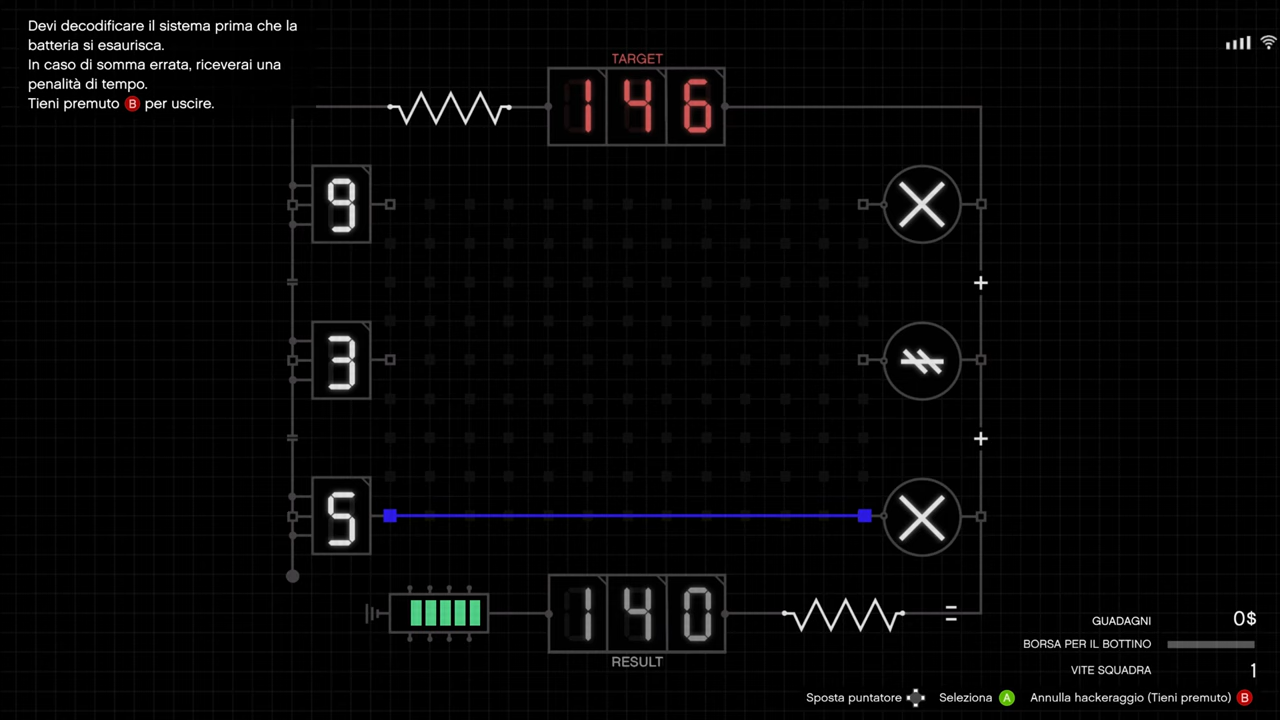 Devi decodificare il sistema prima che la
batteria si esaurisca.
In caso di somma errata, riceverai una
penalità di tempo.
Tieni premuto B per uscire.
TARGET
146
9
3
+
5
+
140
=
RESULT
GUADAGNI 0$
BORSA PER IL BOTTINO
VITE SQUADRA 1
Sposta puntatore Seleziona A Annulla hackeraggio (Tieni premuto) B